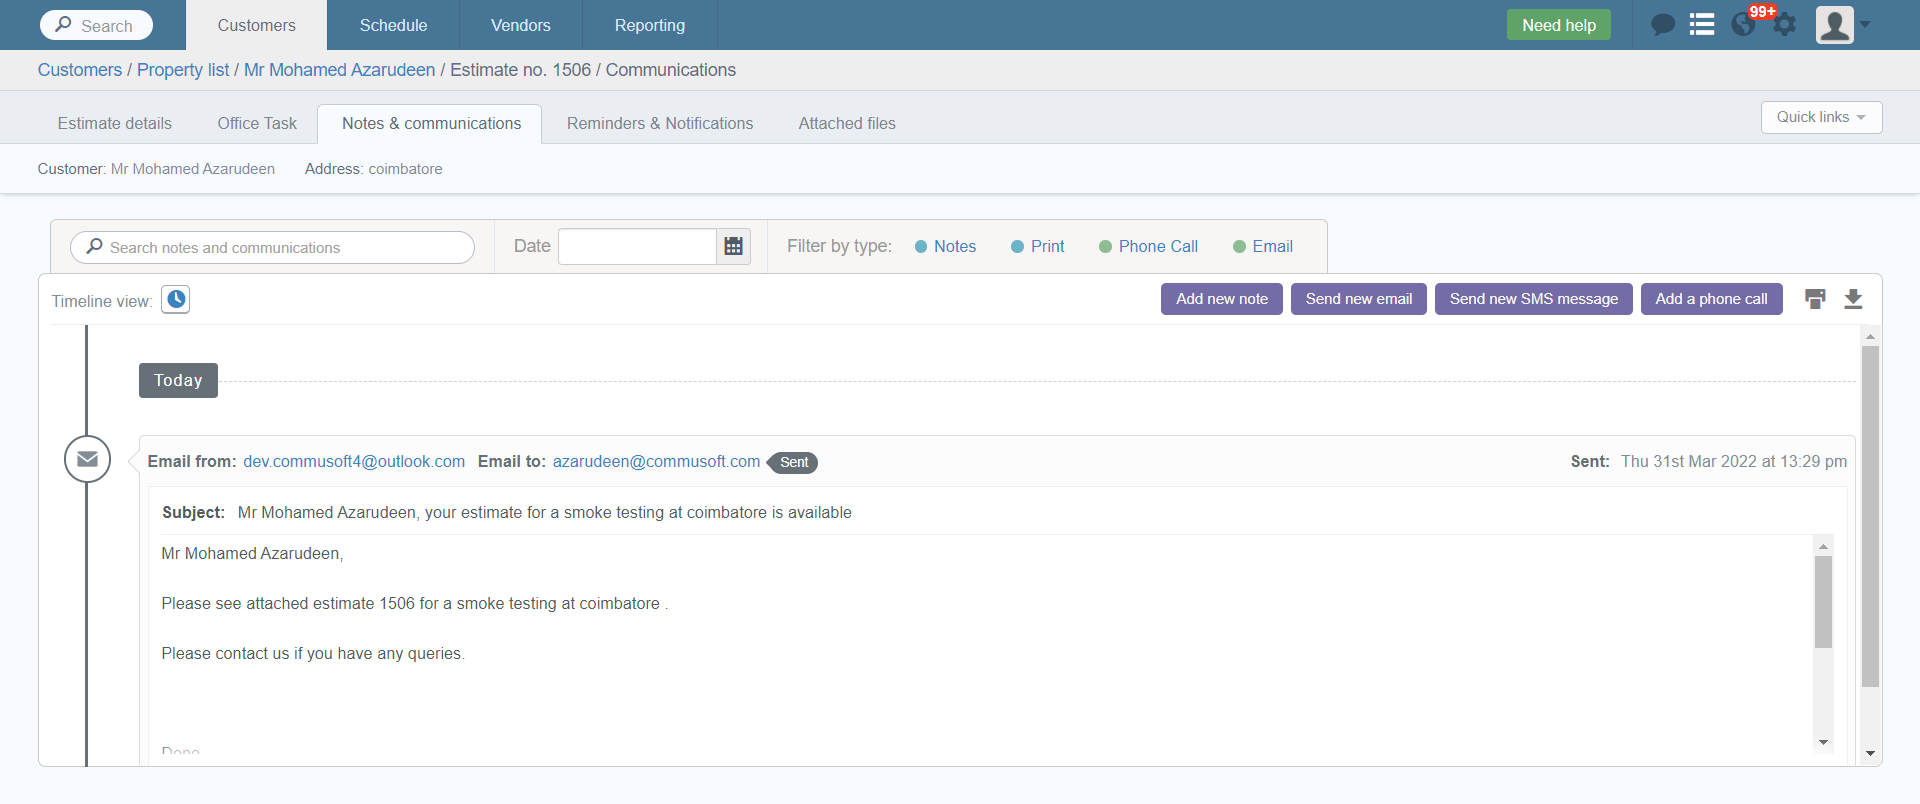 Search
Customers
Schedule
Vendors
Reporting
Need help
99+
Customers / Property list / Mr Mohamed Azarudeen / Estimate no. 1506 / Communications
Estimate details
Office Task
Notes & communications
Reminders & Notifications
Attached files
Quick links
Customer: Mr Mohamed Azarudeen
Address: coimbatore
Search notes and communications
Date
Filter by type:
Notes
Print
Phone Call
Email
Timeline view:
Add new note
Send new email
Send new SMS message
Add a phone call
Today
Email from: dev.commusoft4@outlook.com Email to: azarudeen@commusoft.com Sent
Sent: Thu 31st Mar 2022 at 13:29 pm
Subject: Mr Mohamed Azarudeen, your estimate for a smoke testing at coimbatore is available
Mr Mohamed Azarudeen,
Please see attached estimate 1506 for a smoke testing at coimbatore .
Please contact us if you have any queries.
Done